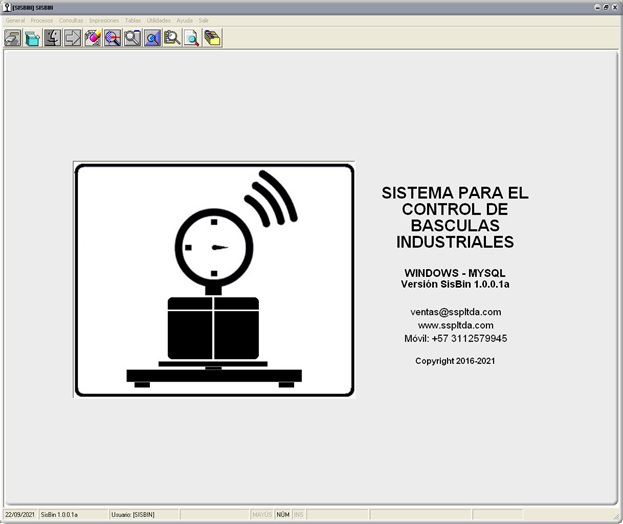 [SISBIN] SISBIN
General Procesos Consultas Impresiones Tablas Utilidades Ayuda Salir
SISTEMA PARA EL
CONTROL DE
BASCULAS
INDUSTRIALES
WINDOWS - MYSQL
Versión SisBin 1.0.0.1a
ventas@sspltda.com
www.sspltda.com
Móvil: +57 3112579945
Copyright 2016-2021
22/09/2021 SisBin 1.0.0.1a Usuario: [SISBIN] MAYÚS NÚM INS